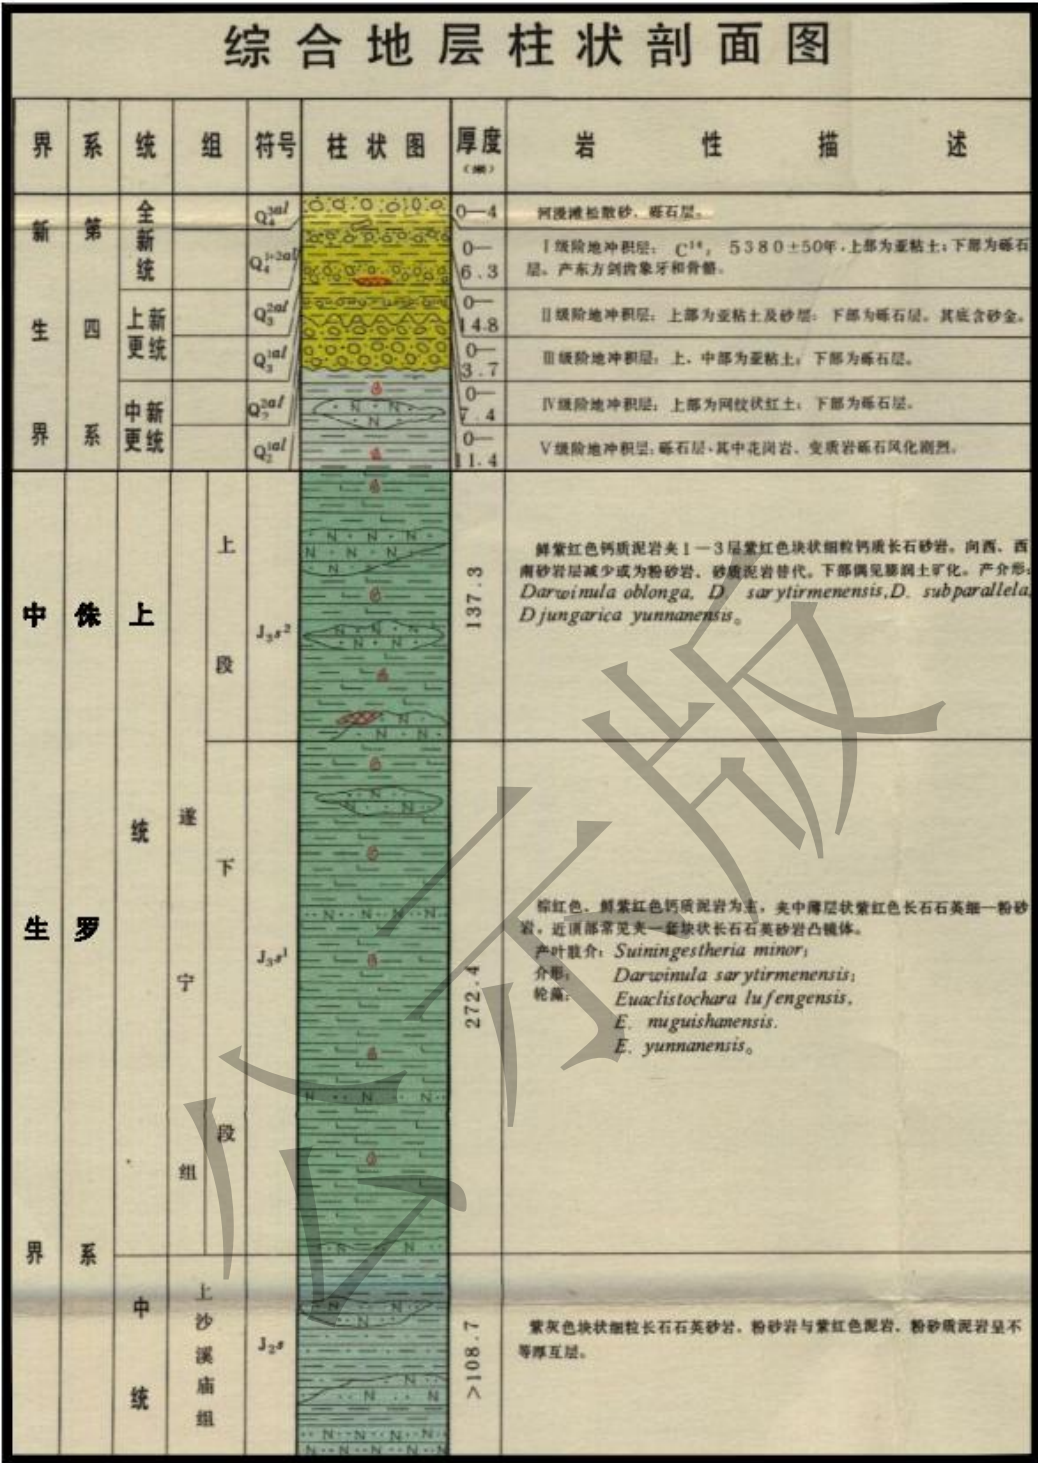 综合地层柱状剖面图
界 系 统 组 符号 柱状图 厚度(米) 岩性描述
新生界
第四系
全新统
上更新统
中更新统
Q₄³ᵃˡ 0—4 河漫滩松散砂、砾石层。
Q₄¹⁺²ᵃˡ 0—6.3 Ⅰ级阶地冲积层: C¹⁴, 5380±50年,上部为亚粘土;下部为砾石
层。产东方剑齿象牙和骨骼。
Q₃²ᵃˡ 0—14.8 Ⅱ级阶地冲积层: 上部为亚粘土及砂层; 下部为砾石层。其底含砂金。
Q₃¹ᵃˡ 0—3.7 Ⅲ级阶地冲积层: 上、中部为亚粘土; 下部为砾石层。
Q₂²ᵃˡ 0—7.4 Ⅳ级阶地冲积层: 上部为网纹状红土; 下部为砾石层。
Q₂¹ᵃˡ 0—11.4 Ⅴ级阶地冲积层: 砾石层,其中花岗岩、变质岩砾石风化剧烈。
中生界
侏罗系
上统
遂宁组
上段
J₃s² 137.3
鲜紫红色钙质泥岩夹1—3层紫红色块状细粒钙质长石砂岩。向西、西
南砂岩层减少或为粉砂岩、砂质泥岩替代。下部偶见膨润土矿化。产介形:
Darwinula oblonga, D. sarytirmenensis, D. subparallela,
Djungarica yunnanensis。
下段
J₃s¹ 272.4
棕红色、鲜紫红色钙质泥岩为主, 夹中薄层状紫红色长石石英细—粉砂
岩, 近顶部常见夹一套块状长石石英砂岩凸镜体。
产叶肢介: Suiningestheria minor;
介形: Darwinula sarytirmenensis;
轮藻: Euaclistochara lufengensis,
E. nuguishanensis.
E. yunnanensis。
中统
上沙溪庙组
J₂s >108.7
紫灰色块状细粒长石石英砂岩、粉砂岩与紫红色泥岩、粉砂质泥岩呈不
等厚互层。
公示版